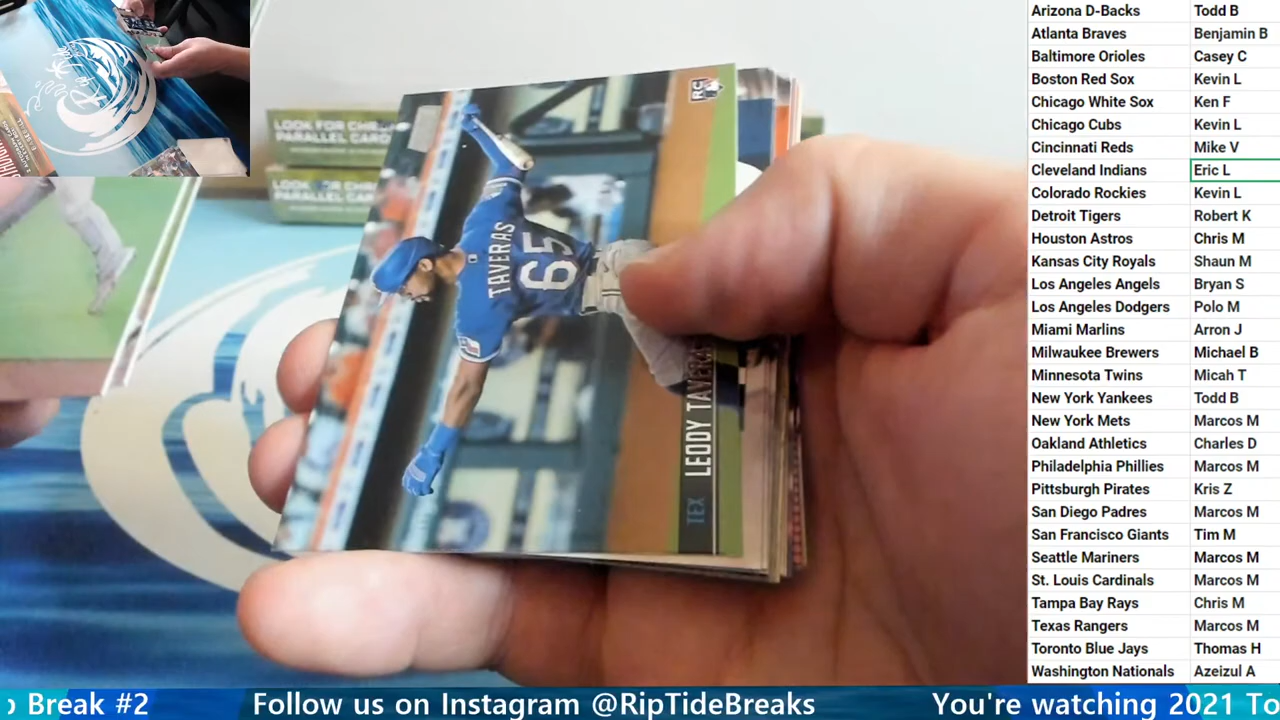 LOOK FOR CHR
PARALLEL CARD
LOOK FOR CHR
PARALLEL CARD
RC
TAVERAS
65
TEX LEODY TAVERAS
Arizona D-Backs Todd B
Atlanta Braves Benjamin B
Baltimore Orioles Casey C
Boston Red Sox Kevin L
Chicago White Sox Ken F
Chicago Cubs Kevin L
Cincinnati Reds Mike V
Cleveland Indians Eric L
Colorado Rockies Kevin L
Detroit Tigers Robert K
Houston Astros Chris M
Kansas City Royals Shaun M
Los Angeles Angels Bryan S
Los Angeles Dodgers Polo M
Miami Marlins Arron J
Milwaukee Brewers Michael B
Minnesota Twins Micah T
New York Yankees Todd B
New York Mets Marcos M
Oakland Athletics Charles D
Philadelphia Phillies Marcos M
Pittsburgh Pirates Kris Z
San Diego Padres Marcos M
San Francisco Giants Tim M
Seattle Mariners Marcos M
St. Louis Cardinals Marcos M
Tampa Bay Rays Chris M
Texas Rangers Marcos M
Toronto Blue Jays Thomas H
Washington Nationals Azeizul A
Break #2 Follow us on Instagram @RipTideBreaks You're watching 2021 To